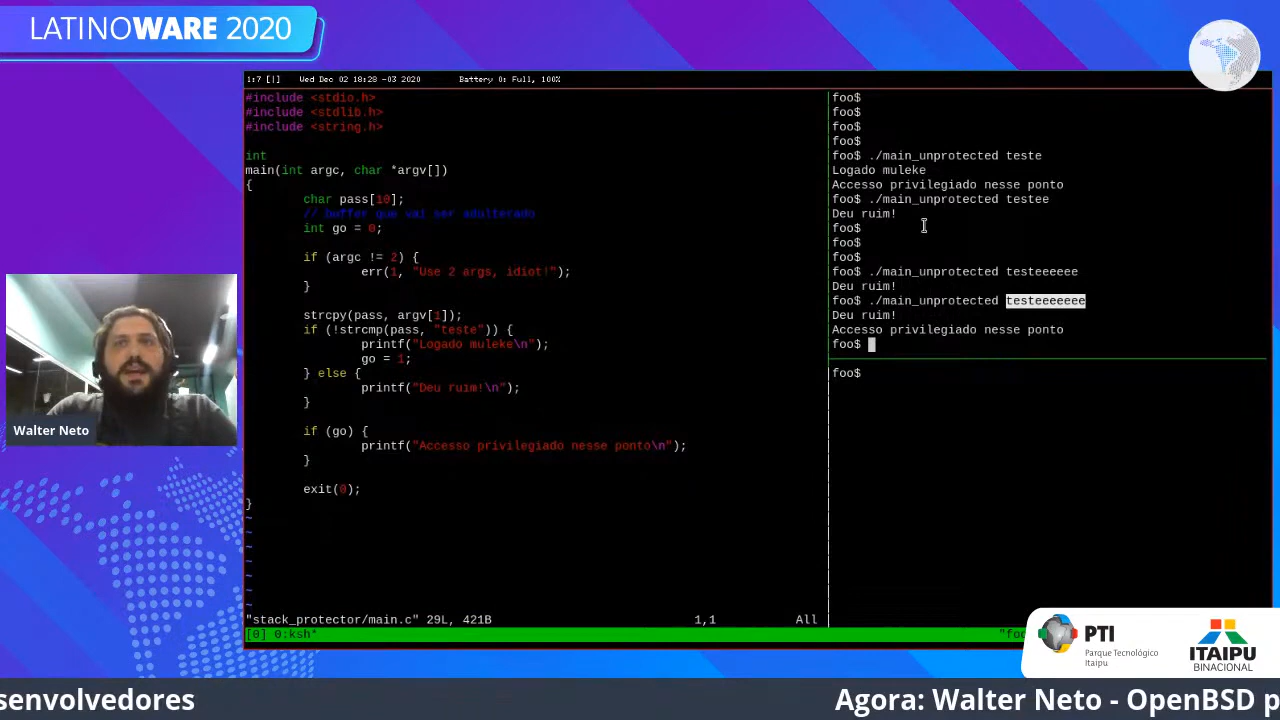 LATINOWARE 2020
1:7 [|] Wed Dec 02 18:28 -03 2020 Battery 0: Full, 100%
#include <stdio.h>
#include <stdlib.h>
#include <string.h>
int
main(int argc, char *argv[])
{
char pass[10];
// buffer que vai ser adulterado
int go = 0;
if (argc != 2) {
err(1, "Use 2 args, idiot!");
}
strcpy(pass, argv[1]);
if (!strcmp(pass, "teste")) {
printf("Logado muleke\n");
go = 1;
} else {
printf("Deu ruim!\n");
}
if (go) {
printf("Accesso privilegiado nesse ponto\n");
}
exit(0);
}
~
~
~
~
~
~
~
"stack_protector/main.c" 29L, 421B 1,1 All
foo$
foo$
foo$
foo$
foo$ ./main_unprotected teste
Logado muleke
Accesso privilegiado nesse ponto
foo$ ./main_unprotected testee
Deu ruim!
foo$
foo$
foo$
foo$ ./main_unprotected testeeeeee
Deu ruim!
foo$ ./main_unprotected testeeeeeee
Deu ruim!
Accesso privilegiado nesse ponto
foo$
foo$
[0] 0:ksh* "foo
Walter Neto
PTI
Parque Tecnológico
Itaipu
ITAIPU
BINACIONAL
senvolvedores Agora: Walter Neto - OpenBSD p